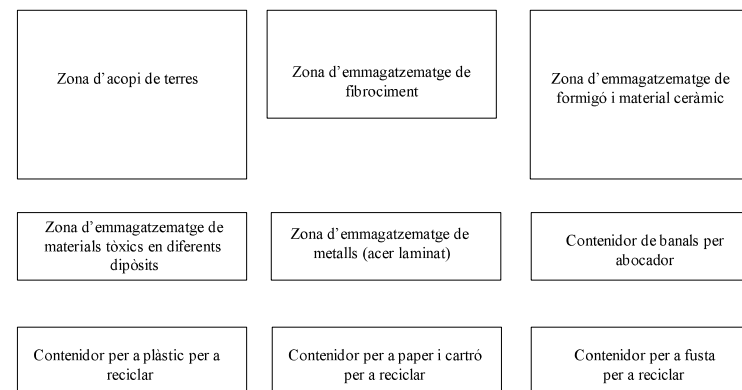 Zona d'acopi de terres
Zona d'emmagatzematge de
fibrociment
Zona d'emmagatzematge de
formigó i material ceràmic
Zona d'emmagatzematge de
materials tòxics en diferents
dipòsits
Zona d'emmagatzematge de
metalls (acer laminat)
Contenidor de banals per
abocador
Contenidor per a plàstic per a
reciclar
Contenidor per a paper i cartró
per a reciclar
Contenidor per a fusta
per a reciclar